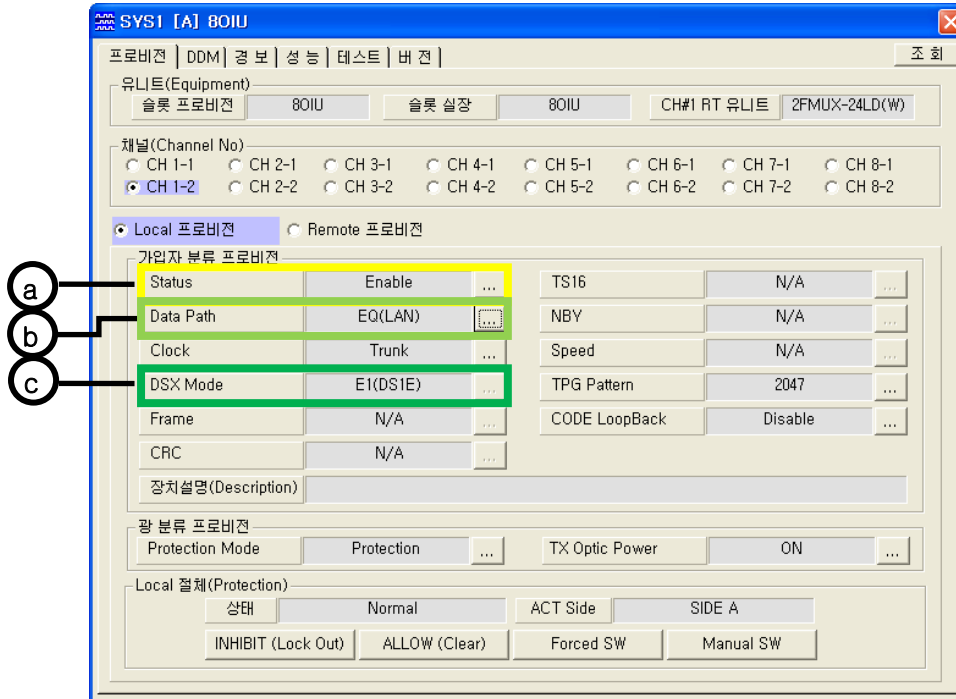 SYS1 [A] 8OIU
프로비전 DDM 경 보 성 능 테스트 버 전 조 회
유니트(Equipment)
슬롯 프로비전 8OIU 슬롯 실장 8OIU CH#1 RT 유니트 2FMUX-24LD(W)
채널(Channel No)
CH 1-1 CH 2-1 CH 3-1 CH 4-1 CH 5-1 CH 6-1 CH 7-1 CH 8-1
CH 1-2 CH 2-2 CH 3-2 CH 4-2 CH 5-2 CH 6-2 CH 7-2 CH 8-2
Local 프로비전 Remote 프로비전
가입자 분류 프로비전
a Status Enable ... TS16 N/A ...
b Data Path EQ(LAN) ... NBY N/A ...
Clock Trunk ... Speed N/A ...
c DSX Mode E1(DS1E) ... TPG Pattern 2047 ...
Frame N/A ... CODE LoopBack Disable ...
CRC N/A ...
장치설명(Description)
광 분류 프로비전
Protection Mode Protection ... TX Optic Power ON ...
Local 절체(Protection)
상태 Normal ACT Side SIDE A
INHIBIT (Lock Out) ALLOW (Clear) Forced SW Manual SW